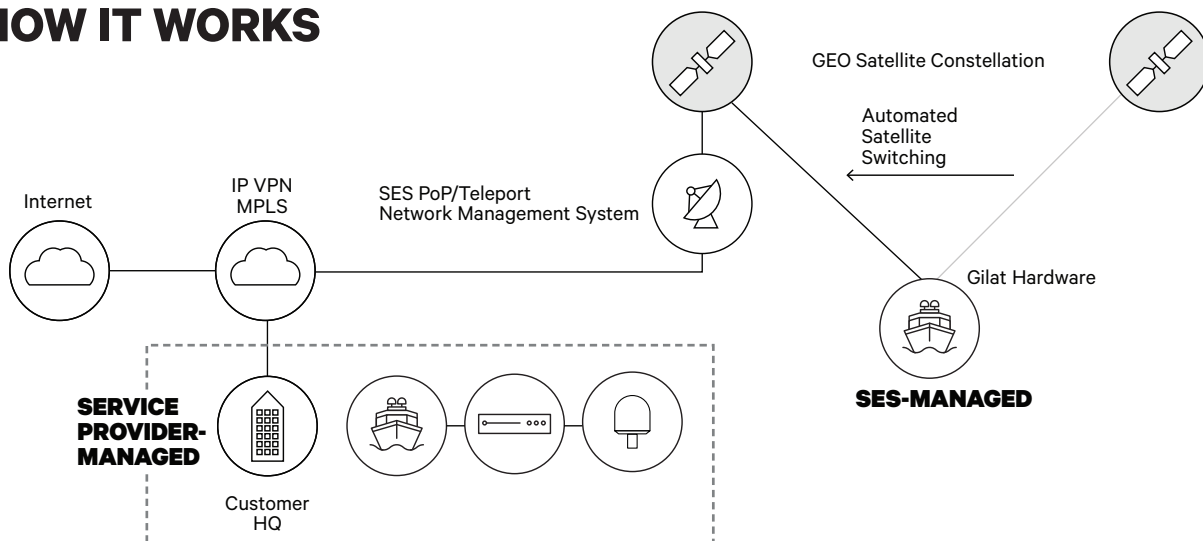 HOW IT WORKS
GEO Satellite Constellation
Automated
Satellite
Switching
Internet
IP VPN
MPLS
SES PoP/Teleport
Network Management System
Gilat Hardware
SES-MANAGED
SERVICE
PROVIDER-
MANAGED
Customer
HQ